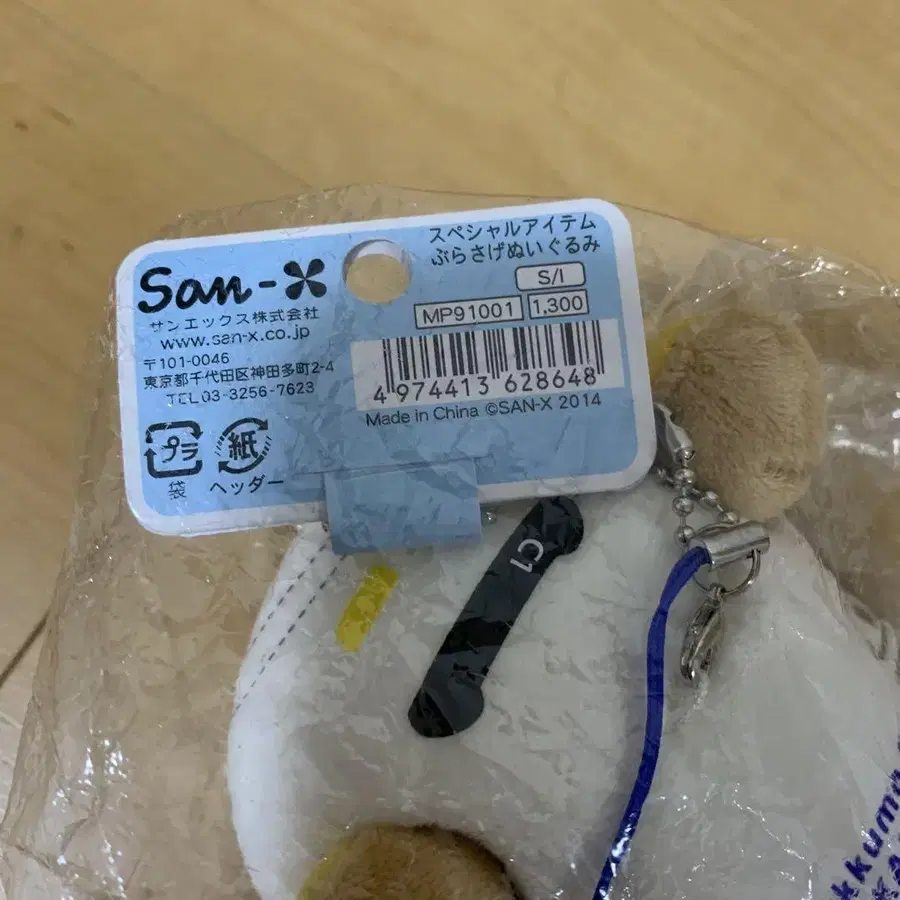 San-X
サンエックス株式会社
www.san-x.co.jp
〒101-0046
東京都千代田区神田多町2-4
TEL03-3256-7623
プラ
袋
紙
ヘッダー
スペシャルアイテム
ぶらさげぬいぐるみ
S/I
MP91001 1,300
4 974413 628648
Made in China ©SAN-X 2014
C1